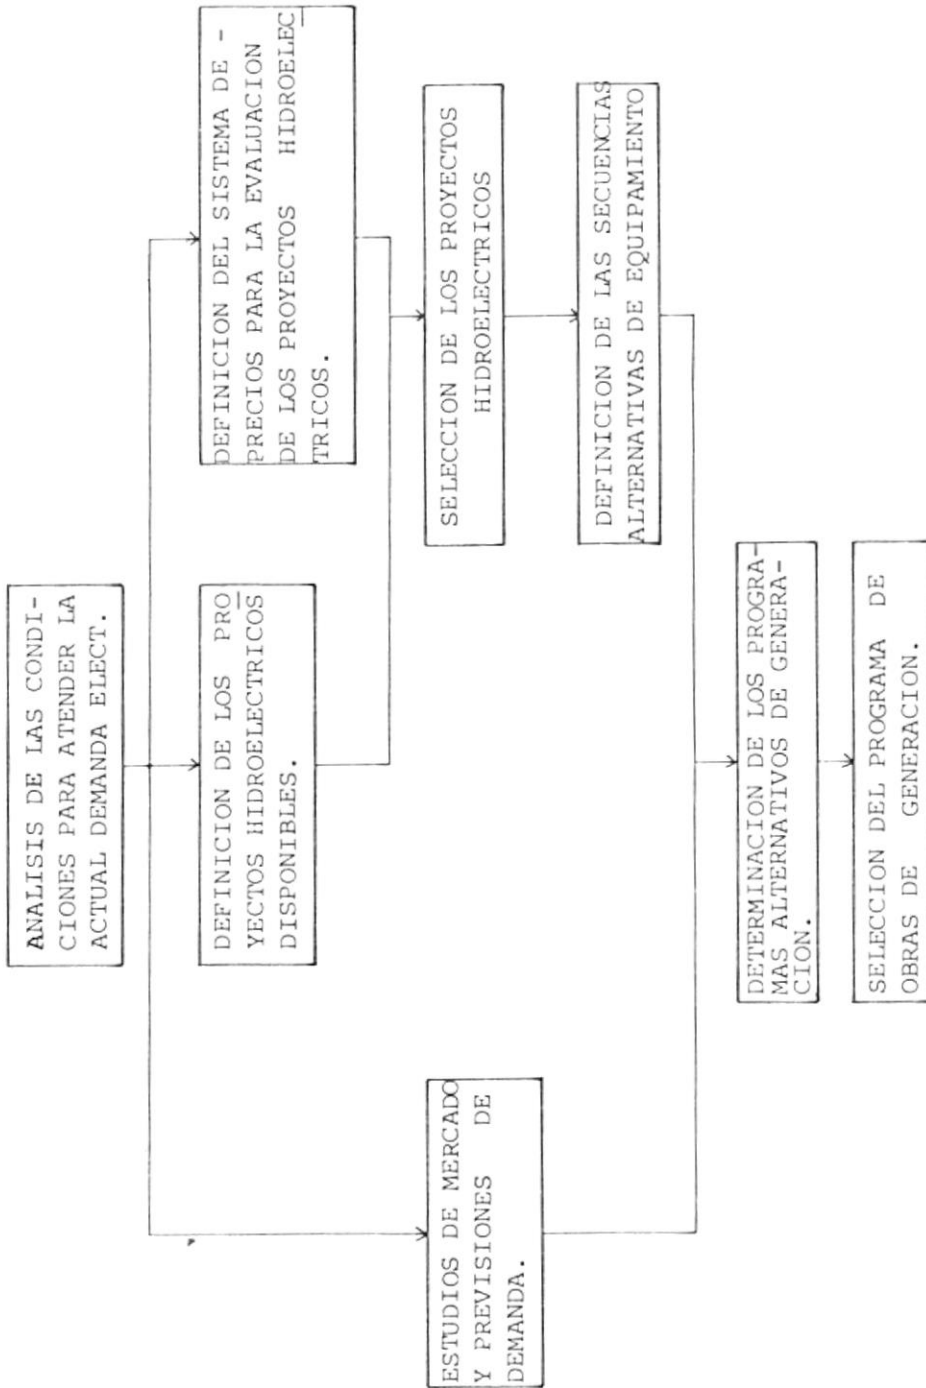 ANALISIS DE LAS CONDI-
CIONES PARA ATENDER LA
ACTUAL DEMANDA ELECT.
DEFINICION DE LOS PRO
YECTOS HIDROELECTRICOS
DISPONIBLES.
DEFINICION DEL SISTEMA DE -
PRECIOS PARA LA EVALUACION
DE LOS PROYECTOS HIDROELEC
TRICOS.
ESTUDIOS DE MERCADO
Y PREVISIONES DE
DEMANDA.
SELECCION DE LOS PROYECTOS
HIDROELECTRICOS
DEFINICION DE LAS SECUENCIAS
ALTERNATIVAS DE EQUIPAMIENTO
DETERMINACION DE LOS PROGRA-
MAS ALTERNATIVOS DE GENERA-
CION.
SELECCION DEL PROGRAMA DE
OBRAS DE GENERACION.